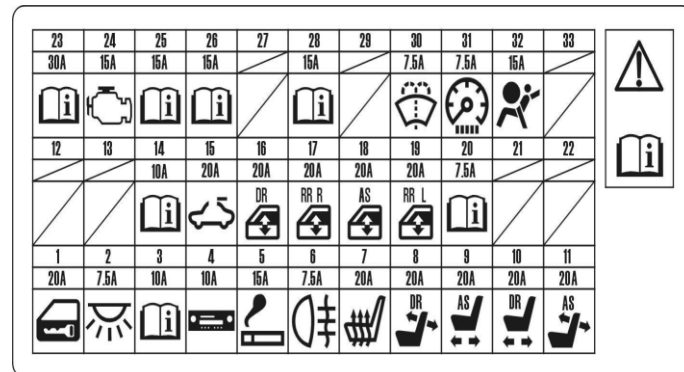 23 24 25 26 27 28 29 30 31 32 33
30A 15A 15A 15A 15A 7.5A 7.5A 15A
i i i i
i
12 13 14 15 16 17 18 19 20 21 22
10A 20A 20A 20A 20A 20A 7.5A
DR RR R AS RR L
i i
1 2 3 4 5 6 7 8 9 10 11
20A 7.5A 10A 10A 15A 7.5A 20A 20A 20A 20A 20A
DR AS DR AS
i